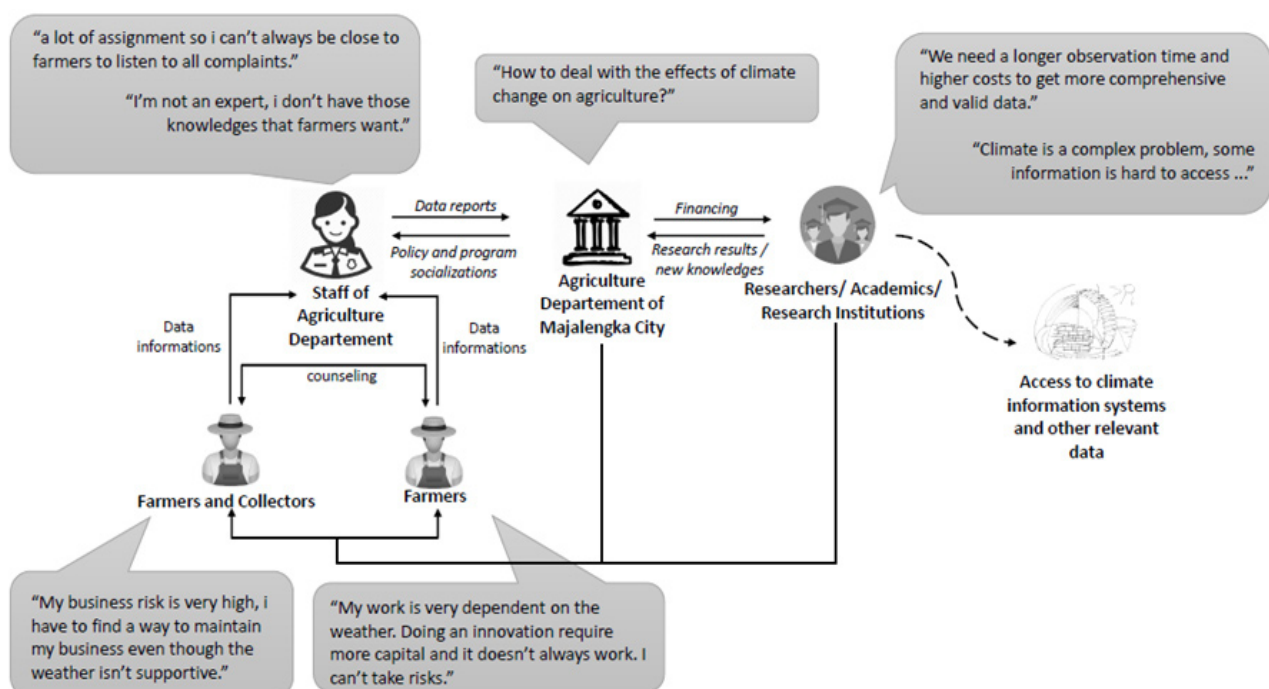 “a lot of assignment so i can’t always be close to
farmers to listen to all complaints.”
“I’m not an expert, i don’t have those
knowledges that farmers want.”
“How to deal with the effects of climate
change on agriculture?”
“We need a longer observation time and
higher costs to get more comprehensive
and valid data.”
“Climate is a complex problem, some
information is hard to access ...”
Data reports
Policy and program
socializations
Financing
Research results /
new knowledges
Staff of
Agriculture
Departement
Agriculture
Departement of
Majalengka City
Researchers/ Academics/
Research Institutions
Data
informations
Data
informations
counseling
Access to climate
information systems
and other relevant
data
Farmers and Collectors
Farmers
“My business risk is very high, i
have to find a way to maintain
my business even though the
weather isn’t supportive.”
“My work is very dependent on the
weather. Doing an innovation require
more capital and it doesn’t always work. I
can’t take risks.”